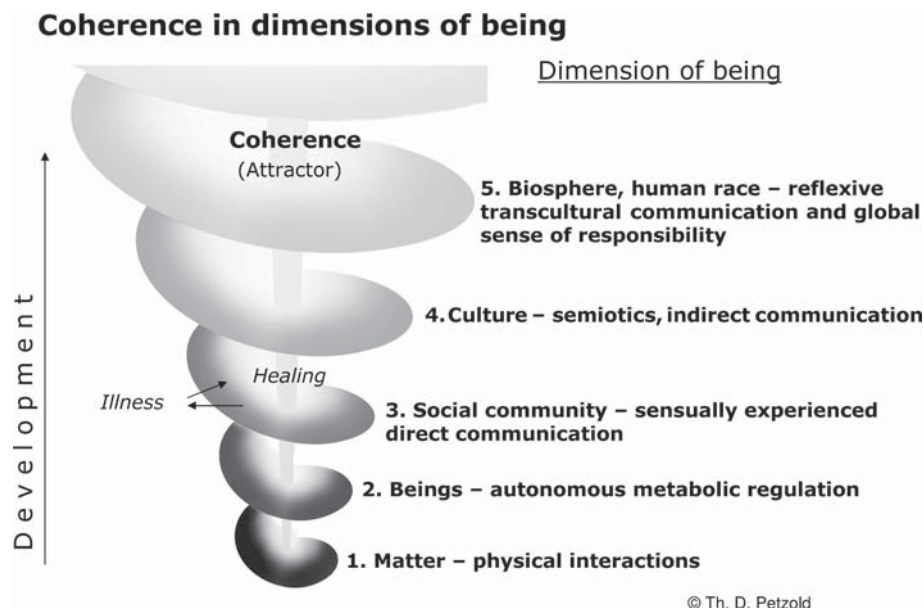 Coherence in dimensions of being
Dimension of being
Coherence
(Attractor)
5. Biosphere, human race – reflexive
transcultural communication and global
sense of responsibility
4. Culture – semiotics, indirect communication
Healing
Illness
3. Social community – sensually experienced
direct communication
2. Beings – autonomous metabolic regulation
1. Matter – physical interactions
Development
© Th. D. Petzold